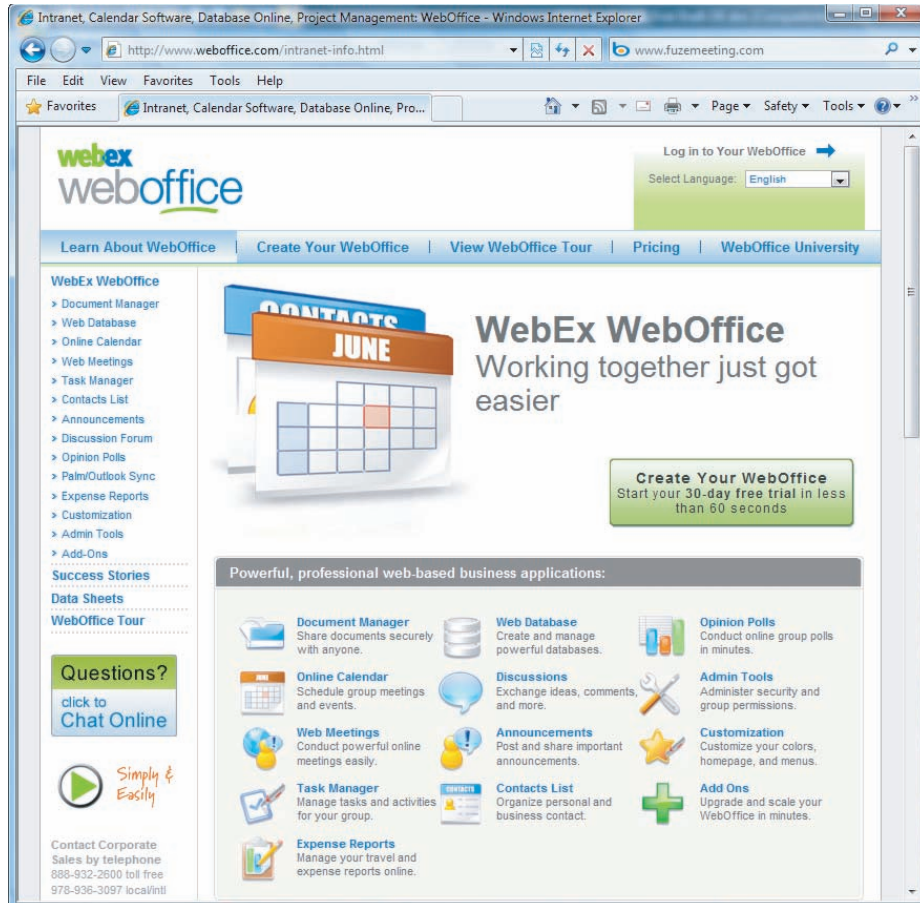 Intranet, Calendar Software, Database Online, Project Management: WebOffice - Windows Internet Explorer
http://www.weboffice.com/intranet-info.html
www.fuzemeeting.com
File Edit View Favorites Tools Help
Favorites
Intranet, Calendar Software, Database Online, Pro...
Page Safety Tools
webex
weboffice
Log in to Your WebOffice
Select Language: English
Learn About WebOffice | Create Your WebOffice | View WebOffice Tour | Pricing | WebOffice University
WebEx WebOffice
> Document Manager
> Web Database
> Online Calendar
> Web Meetings
> Task Manager
> Contacts List
> Announcements
> Discussion Forum
> Opinion Polls
> Palm/Outlook Sync
> Expense Reports
> Customization
> Admin Tools
> Add-Ons
Success Stories
Data Sheets
WebOffice Tour
Questions?
click to
Chat Online
Simply &
Easily
Contact Corporate
Sales by telephone
888-932-2600 toll free
978-936-3097 local/intl
CONTACTS
JUNE
WebEx WebOffice
Working together just got
easier
Create Your WebOffice
Start your 30-day free trial in less
than 60 seconds
Powerful, professional web-based business applications:
Document Manager
Share documents securely
with anyone.
Web Database
Create and manage
powerful databases.
Opinion Polls
Conduct online group polls
in minutes.
JUNE
Online Calendar
Schedule group meetings
and events.
Discussions
Exchange ideas, comments,
and more.
Admin Tools
Administer security and
group permissions.
Web Meetings
Conduct powerful online
meetings easily.
Announcements
Post and share important
announcements.
Customization
Customize your colors,
homepage, and menus.
Task Manager
Manage tasks and activities
for your group.
CONTACTS
Contacts List
Organize personal and
business contact.
Add Ons
Upgrade and scale your
WebOffice in minutes.
Expense Reports
Manage your travel and
expense reports online.